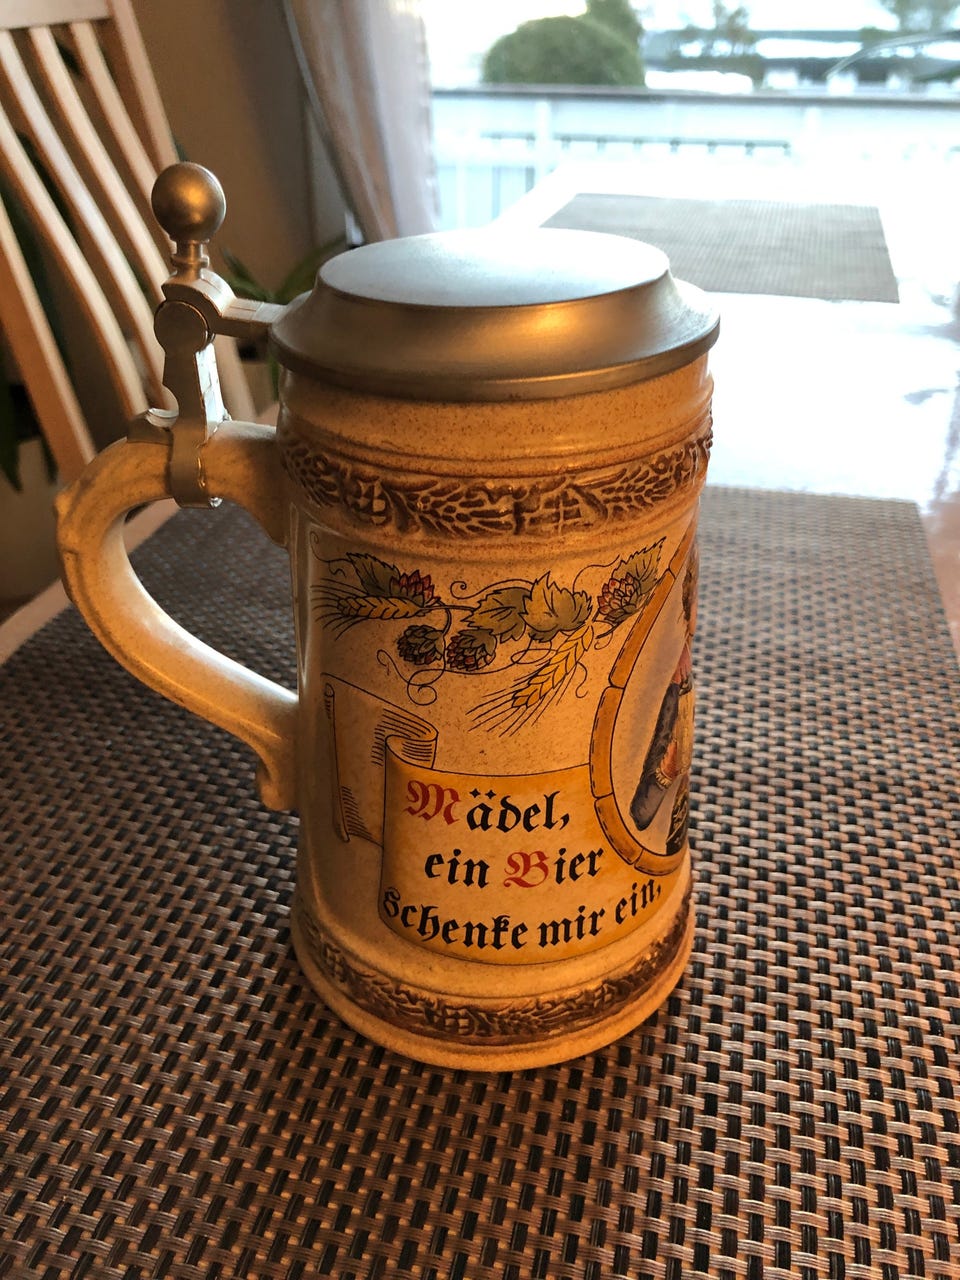 Mädel,
ein Bier
schenke mir ein,